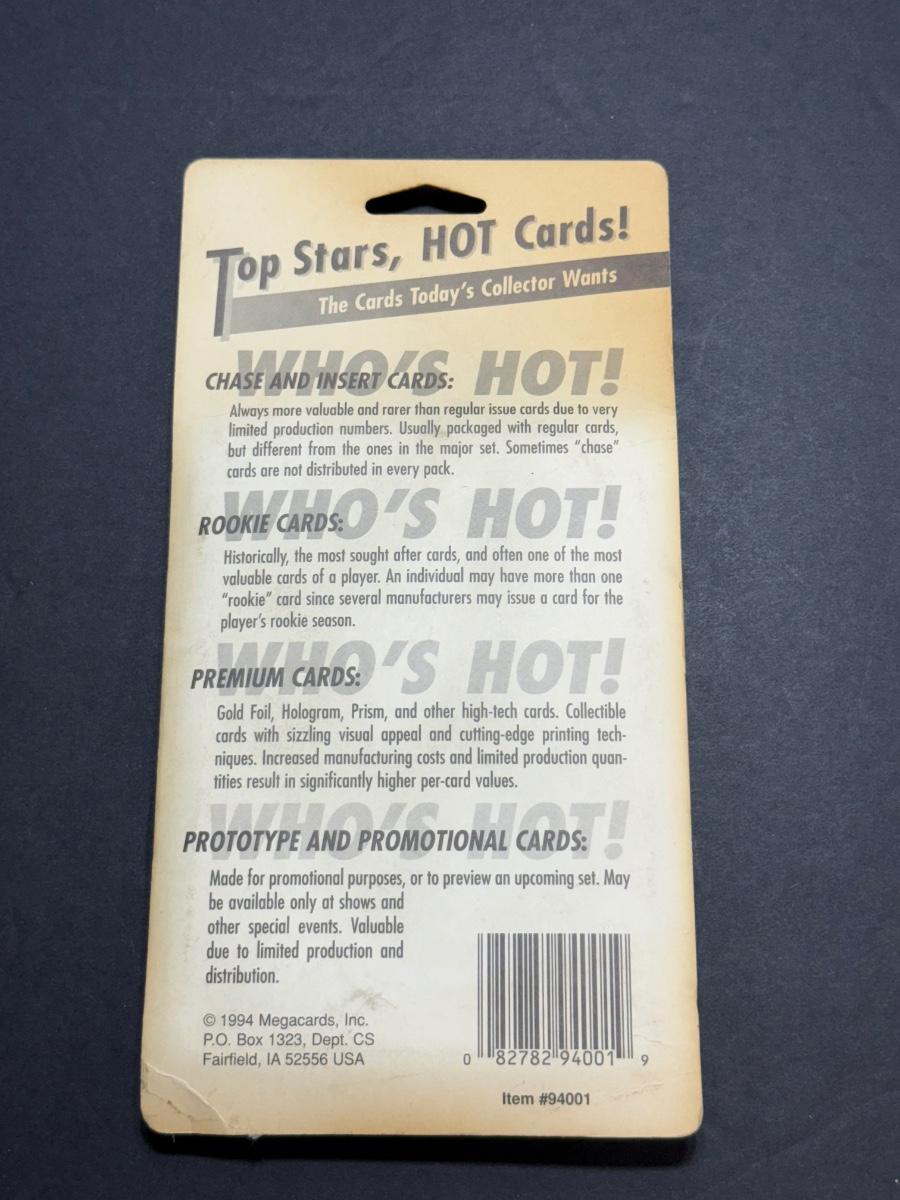 Top Stars, HOT Cards!
The Cards Today's Collector Wants
WHO'S HOT!
CHASE AND INSERT CARDS:
Always more valuable and rarer than regular issue cards due to very
limited production numbers. Usually packaged with regular cards,
but different from the ones in the major set. Sometimes "chase"
cards are not distributed in every pack.
WHO'S HOT!
ROOKIE CARDS:
Historically, the most sought after cards, and often one of the most
valuable cards of a player. An individual may have more than one
"rookie" card since several manufacturers may issue a card for the
player's rookie season.
WHO'S HOT!
PREMIUM CARDS:
Gold Foil, Hologram, Prism, and other high-tech cards. Collectible
cards with sizzling visual appeal and cutting-edge printing tech-
niques. Increased manufacturing costs and limited production quan-
tities result in significantly higher per-card values.
WHO'S HOT!
PROTOTYPE AND PROMOTIONAL CARDS:
Made for promotional purposes, or to preview an upcoming set. May
be available only at shows and
other special events. Valuable
due to limited production and
distribution.
© 1994 Megacards, Inc.
P.O. Box 1323, Dept. CS
Fairfield, IA 52556 USA
0 82782 94001 9
Item #94001